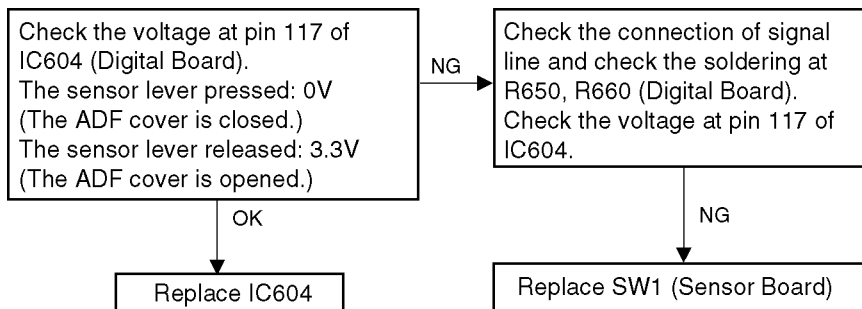 Check the voltage at pin 117 of
IC604 (Digital Board).
The sensor lever pressed: 0V
(The ADF cover is closed.)
The sensor lever released: 3.3V
(The ADF cover is opened.)
NG
Check the connection of signal
line and check the soldering at
R650, R660 (Digital Board).
Check the voltage at pin 117 of
IC604.
OK
NG
Replace IC604
Replace SW1 (Sensor Board)